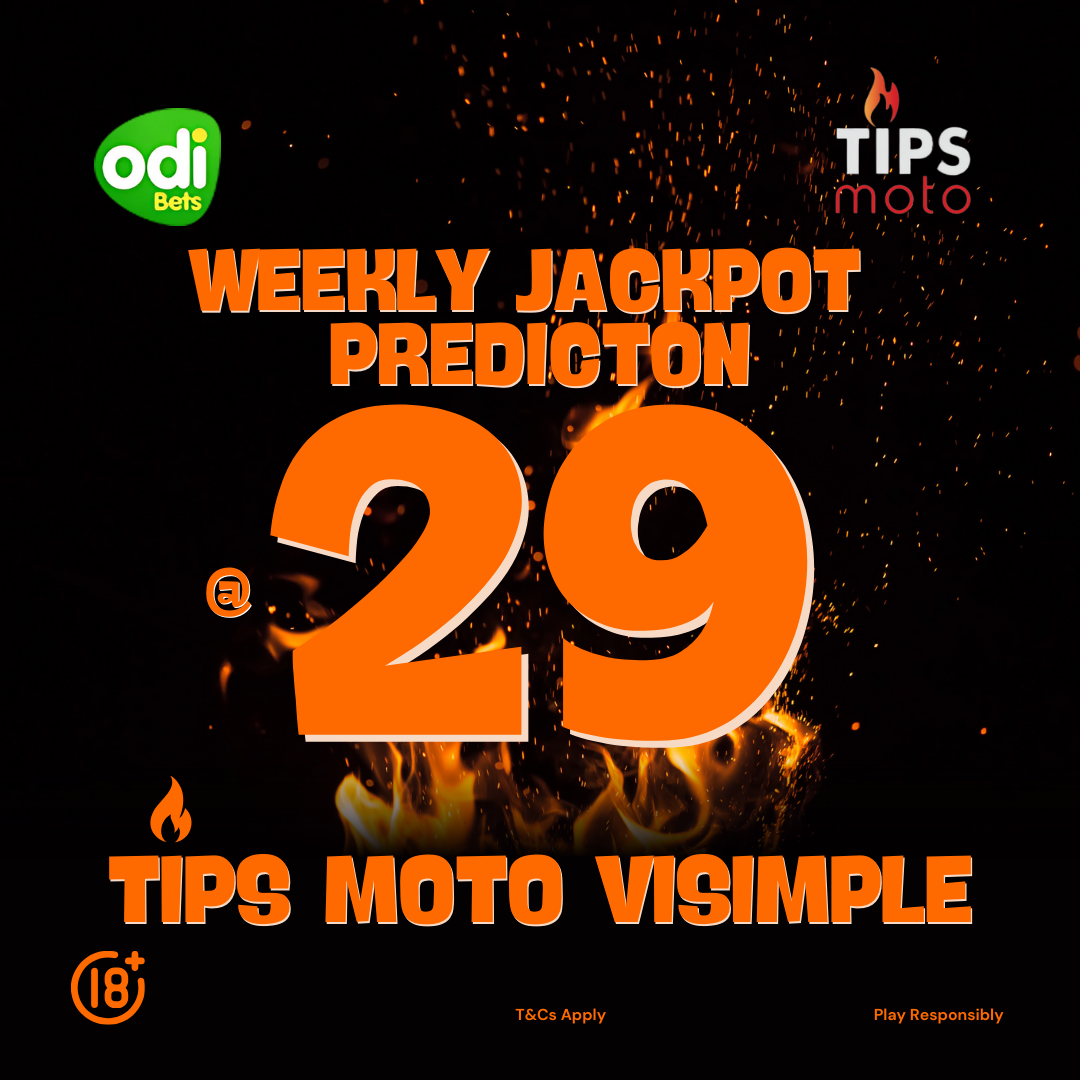 odi
Bets
TIPS
moto
WEEKLY JACKPOT
PREDICTON
@ 29
TIPS MOTO VISIMPLE
18+
T&Cs Apply
Play Responsibly